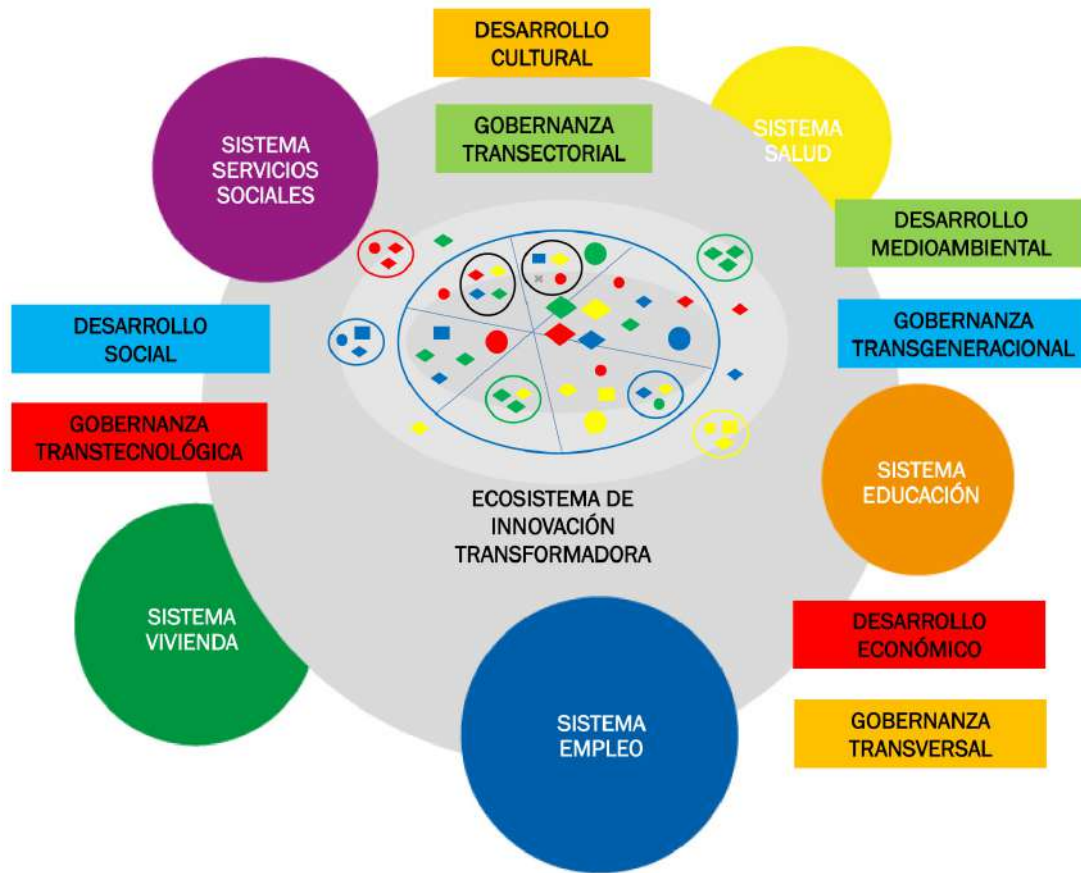 DESARROLLO
CULTURAL
GOBERNANZA
TRANSECTORIAL
SISTEMA
SERVICIOS
SOCIALES
SISTEMA
SALUD
DESARROLLO
MEDIOAMBIENTAL
GOBERNANZA
TRANSGENERACIONAL
DESARROLLO
SOCIAL
GOBERNANZA
TRANSTECNOLÓGICA
ECOSISTEMA DE
INNOVACIÓN
TRANSFORMADORA
SISTEMA
EDUCACIÓN
SISTEMA
VIVIENDA
SISTEMA
EMPLEO
DESARROLLO
ECONÓMICO
GOBERNANZA
TRANSVERSAL